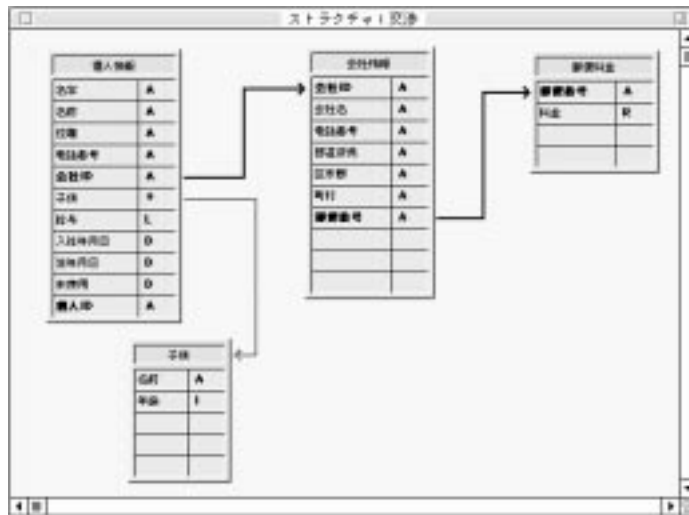 ストラクチャ1
個人情報
名字 A
名前 A
役職 A
電話番号 A
会社ID A
子供 *
給与 L
入社年月日 D
生年月日 D
未使用 D
個人ID A
会社情報
会社ID A
会社名 A
電話番号 A
都道府県 A
区市郡 A
町村 A
郵便番号 A
郵便料金
郵便番号 A
料金 R
子供
名前 A
年齢 I